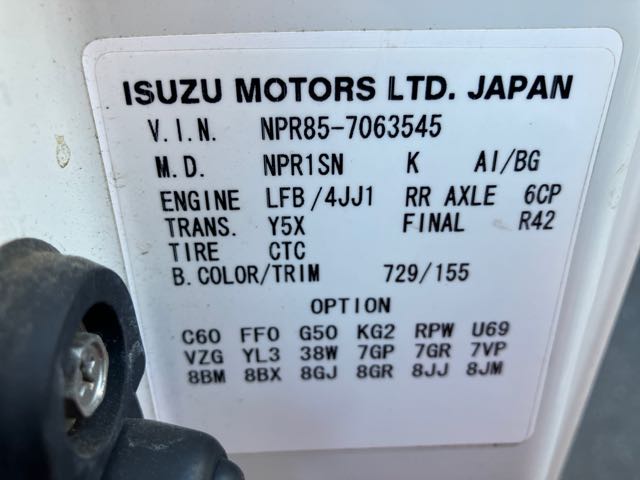 ISUZU MOTORS LTD. JAPAN
V.I.N. NPR85-7063545
M.D. NPR1SN K AI/BG
ENGINE LFB/4JJ1 RR AXLE 6CP
TRANS. Y5X FINAL R42
TIRE CTC
B.COLOR/TRIM 729/155
OPTION
C60 FF0 G50 KG2 RPW U69
VZG YL3 38W 7GP 7GR 7VP
8BM 8BX 8GJ 8GR 8JJ 8JM